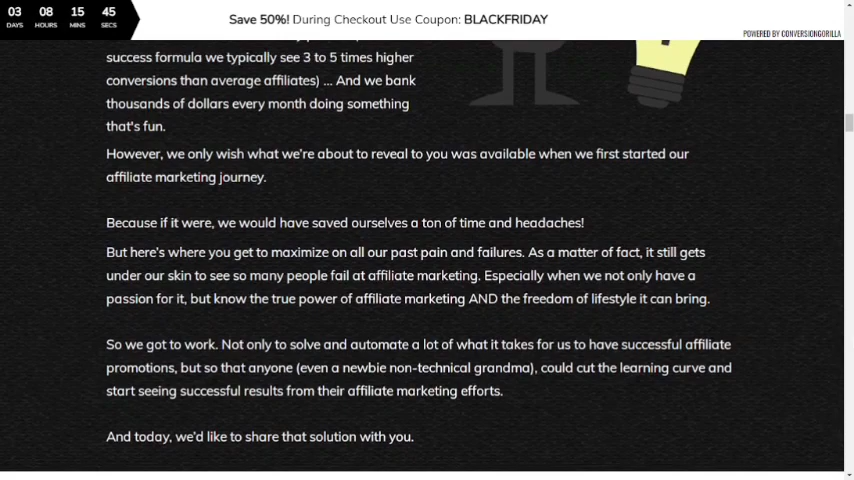 03 08 15 45
DAYS HOURS MINS SECS
Save 50%! During Checkout Use Coupon: BLACKFRIDAY
POWERED BY CONVERSIONGORILLA
success formula we typically see 3 to 5 times higher
conversions than average affiliates) ... And we bank
thousands of dollars every month doing something
that's fun.
However, we only wish what we're about to reveal to you was available when we first started our
affiliate marketing journey.
Because if it were, we would have saved ourselves a ton of time and headaches!
But here's where you get to maximize on all our past pain and failures. As a matter of fact, it still gets
under our skin to see so many people fail at affiliate marketing. Especially when we not only have a
passion for it, but know the true power of affiliate marketing AND the freedom of lifestyle it can bring.
So we got to work. Not only to solve and automate a lot of what it takes for us to have successful affiliate
promotions, but so that anyone (even a newbie non-technical grandma), could cut the learning curve and
start seeing successful results from their affiliate marketing efforts.
And today, we'd like to share that solution with you.